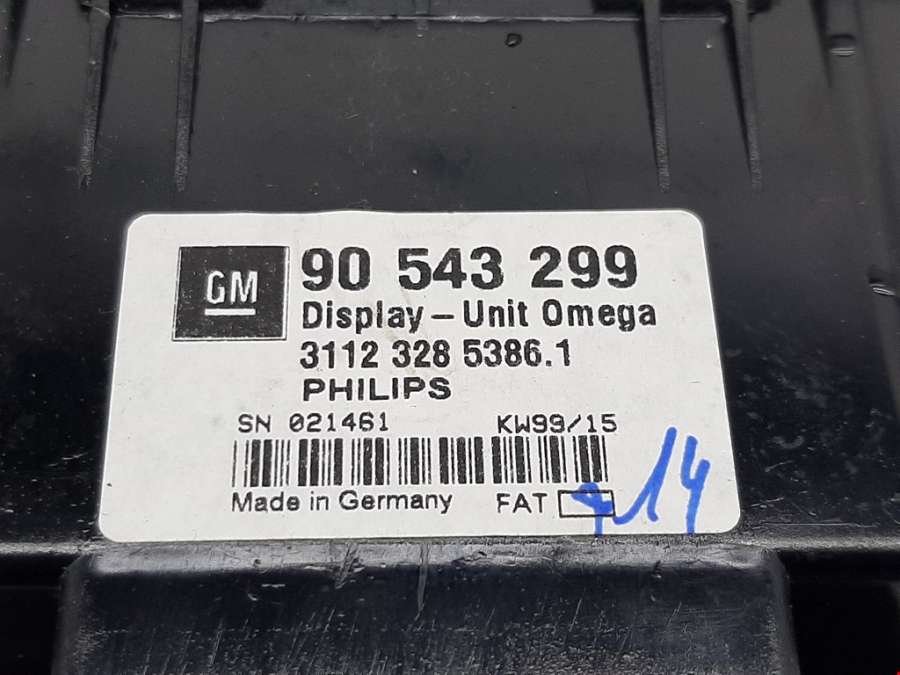 GM
90 543 299
Display - Unit Omega
3112 328 5386.1
PHILIPS
SN 021461 KW99/15
Made in Germany FAT
14